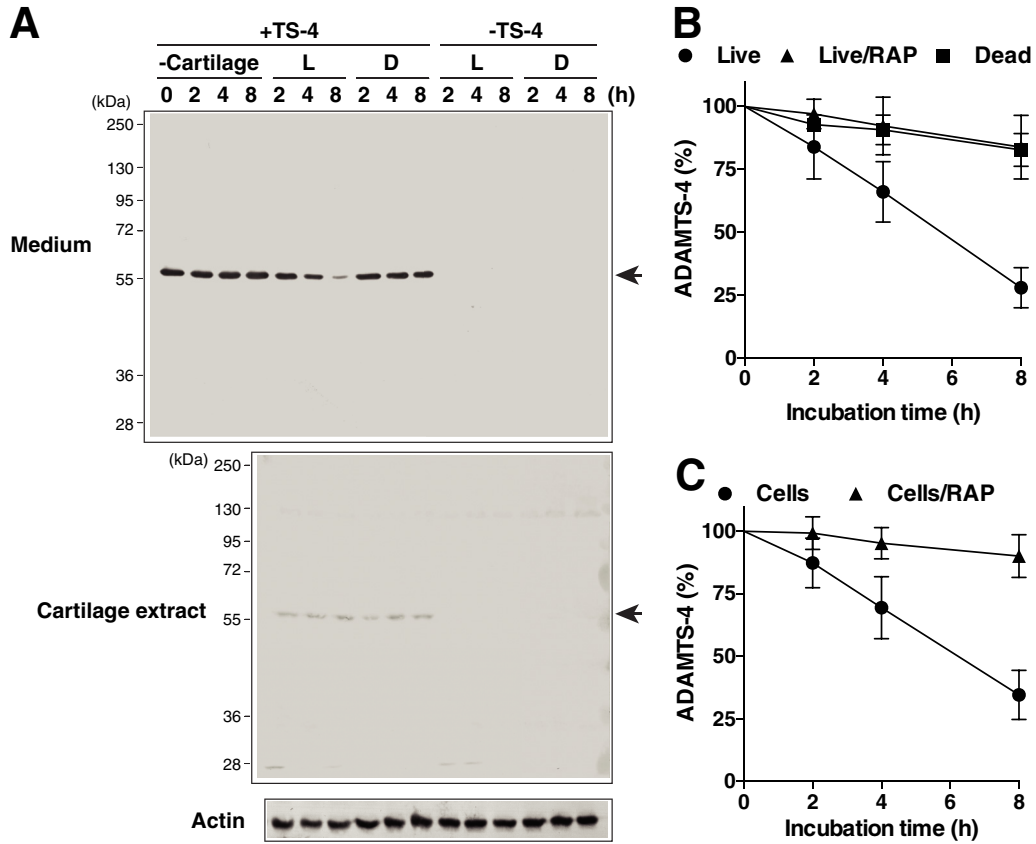 A
+TS-4 -TS-4
-Cartilage L D L D
(kDa) 0 2 4 8 2 4 8 2 4 8 2 4 8 2 4 8 (h)
250
130
95
72
Medium
55
36
28
(kDa) 250
130
95
72
Cartilage extract
55
36
28
Actin
B
Live Live/RAP Dead
100
75
50
25
0
ADAMTS-4 (%)
0 2 4 6 8
Incubation time (h)
C
Cells Cells/RAP
100
75
50
25
0
ADAMTS-4 (%)
0 2 4 6 8
Incubation time (h)